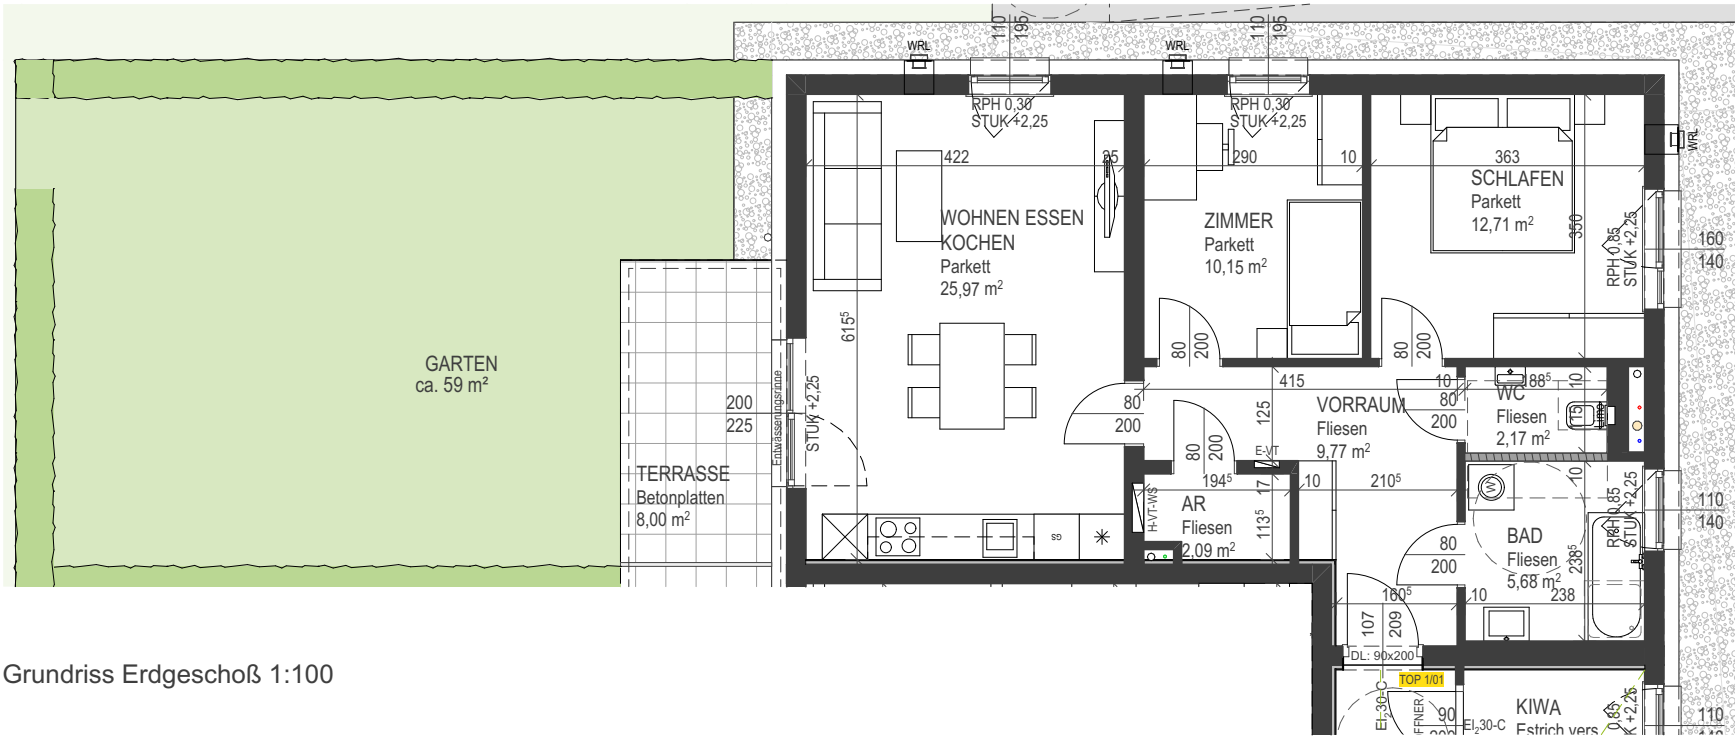 110
195
110
195
WRL
WRL
WRL
RPH 0,30
STUK +2,25
RPH 0,30
STUK +2,25
422
25
290
10
363
WOHNEN ESSEN
KOCHEN
Parkett
25,97 m²
ZIMMER
Parkett
10,15 m²
SCHLAFEN
Parkett
12,71 m²
350
RPH 0,85
STUK +2,25
160
140
615⁵
80
200
80
200
GARTEN
ca. 59 m²
200
225
Entwässerungsrinne
STUK +2,25
TERRASSE
Betonplatten
8,00 m²
80
200
415
10
125
VORRAUM
Fliesen
9,77 m²
80
200
188⁵
10
WC
Fliesen
2,17 m²
115
80
200
E-VT
H-VT-WS
194⁵
17
10
210⁵
AR
Fliesen
2,09 m²
113⁵
GS
W
10
BAD
Fliesen
5,68 m²
238⁵
RPH 0,85
STUK +2,25
110
140
80
200
160⁵
10
238
107
209
DL: 90x200
TOP 1/01
EI₂30-C
90
EI₂30-C
KIWA
Estrich vers.
110
Grundriss Erdgeschoß 1:100